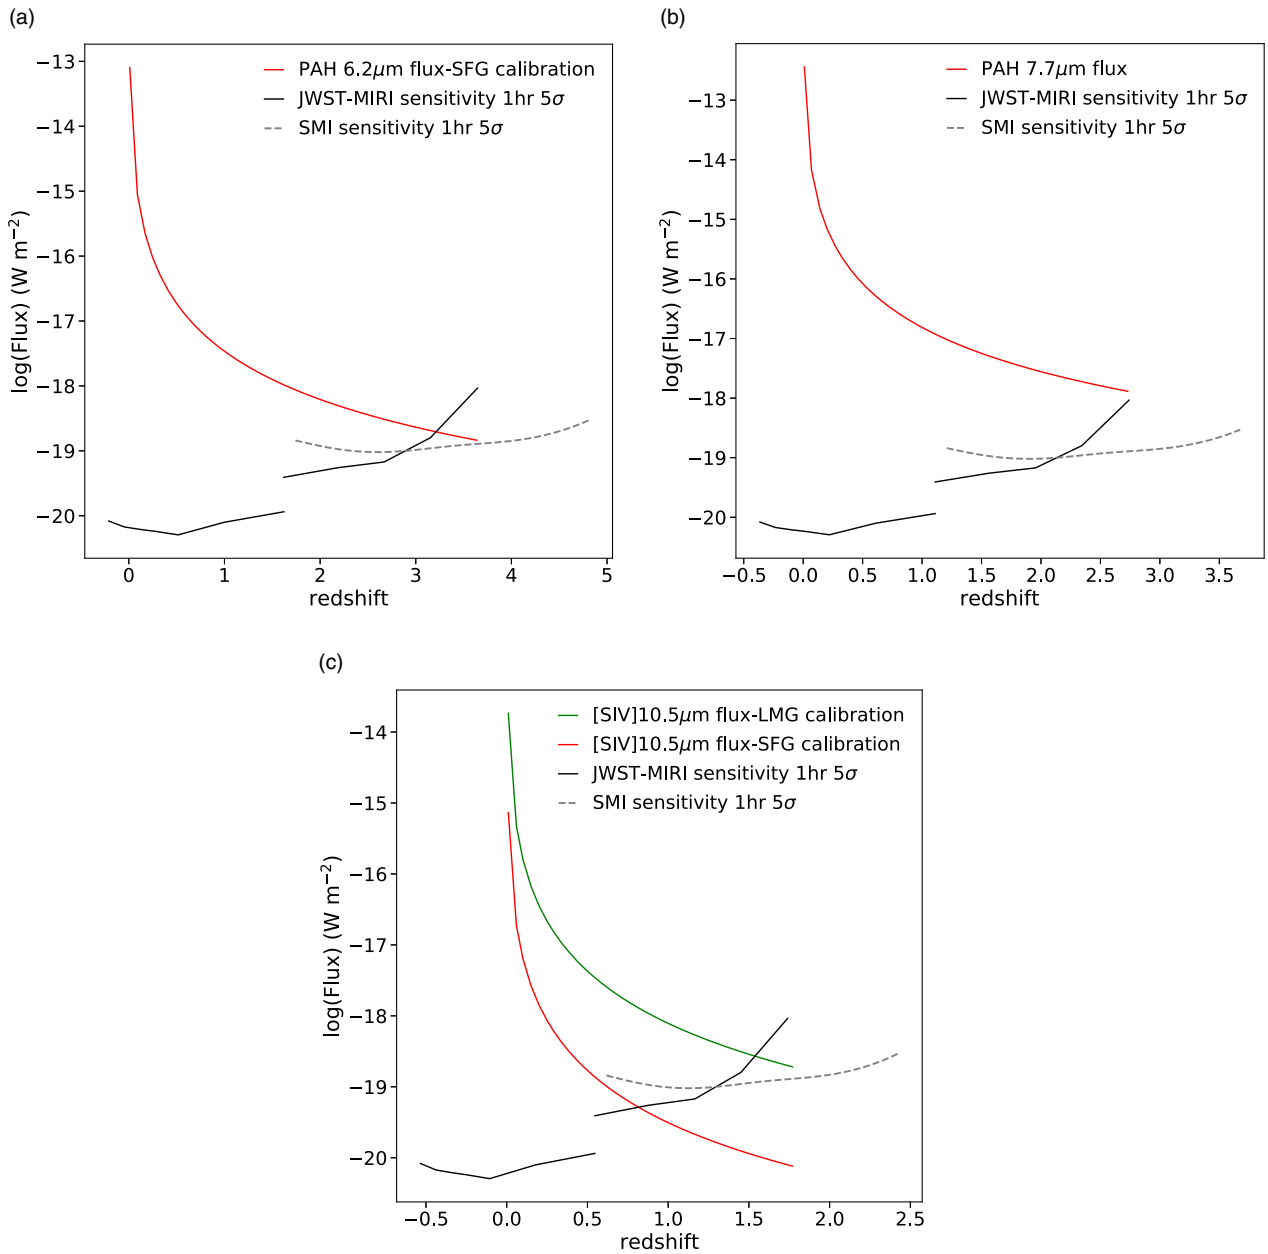 (a)
PAH 6.2μm flux-SFG calibration
JWST-MIRI sensitivity 1hr 5σ
SMI sensitivity 1hr 5σ
−13
−14
−15
−16
−17
−18
−19
−20
log(Flux) (W m⁻²)
0 1 2 3 4 5
redshift
(b)
PAH 7.7μm flux
JWST-MIRI sensitivity 1hr 5σ
SMI sensitivity 1hr 5σ
−13
−14
−15
−16
−17
−18
−19
−20
log(Flux) (W m⁻²)
−0.5 0.0 0.5 1.0 1.5 2.0 2.5 3.0 3.5
redshift
(c)
[SIV]10.5μm flux-LMG calibration
[SIV]10.5μm flux-SFG calibration
JWST-MIRI sensitivity 1hr 5σ
SMI sensitivity 1hr 5σ
−14
−15
−16
−17
−18
−19
−20
log(Flux) (W m⁻²)
−0.5 0.0 0.5 1.0 1.5 2.0 2.5
redshift